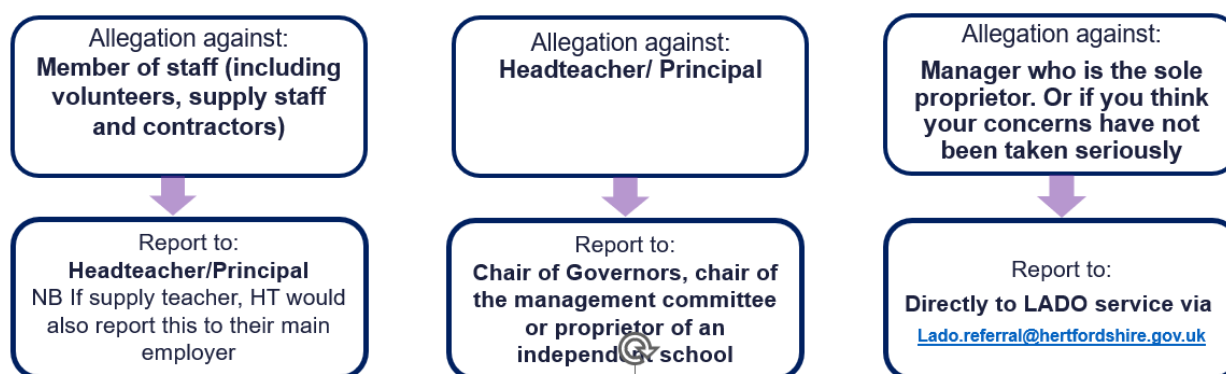 Allegation against:
Member of staff (including
volunteers, supply staff
and contractors)
Report to:
Headteacher/Principal
NB If supply teacher, HT would
also report this to their main
employer
Allegation against:
Headteacher/ Principal
Report to:
Chair of Governors, chair of
the management committee
or proprietor of an
independent school
Allegation against:
Manager who is the sole
proprietor. Or if you think
your concerns have not
been taken seriously
Report to:
Directly to LADO service via
Lado.referral@hertfordshire.gov.uk